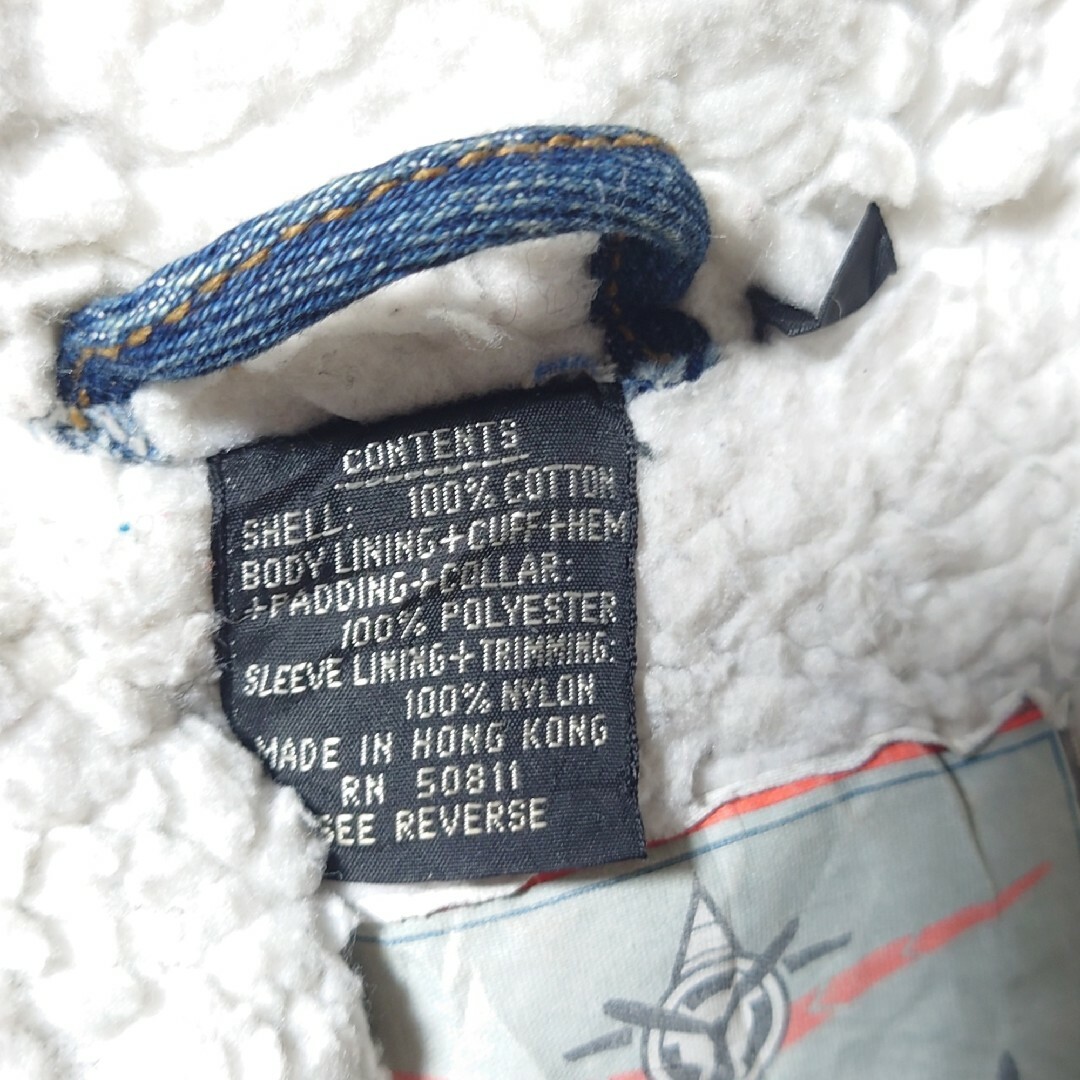 CONTENTS
SHELL: 100% COTTON
BODY LINING+CUFF+HEM
+PADDING+COLLAR:
100% POLYESTER
SLEEVE LINING+TRIMMING:
100% NYLON
MADE IN HONG KONG
RN 50811
SEE REVERSE